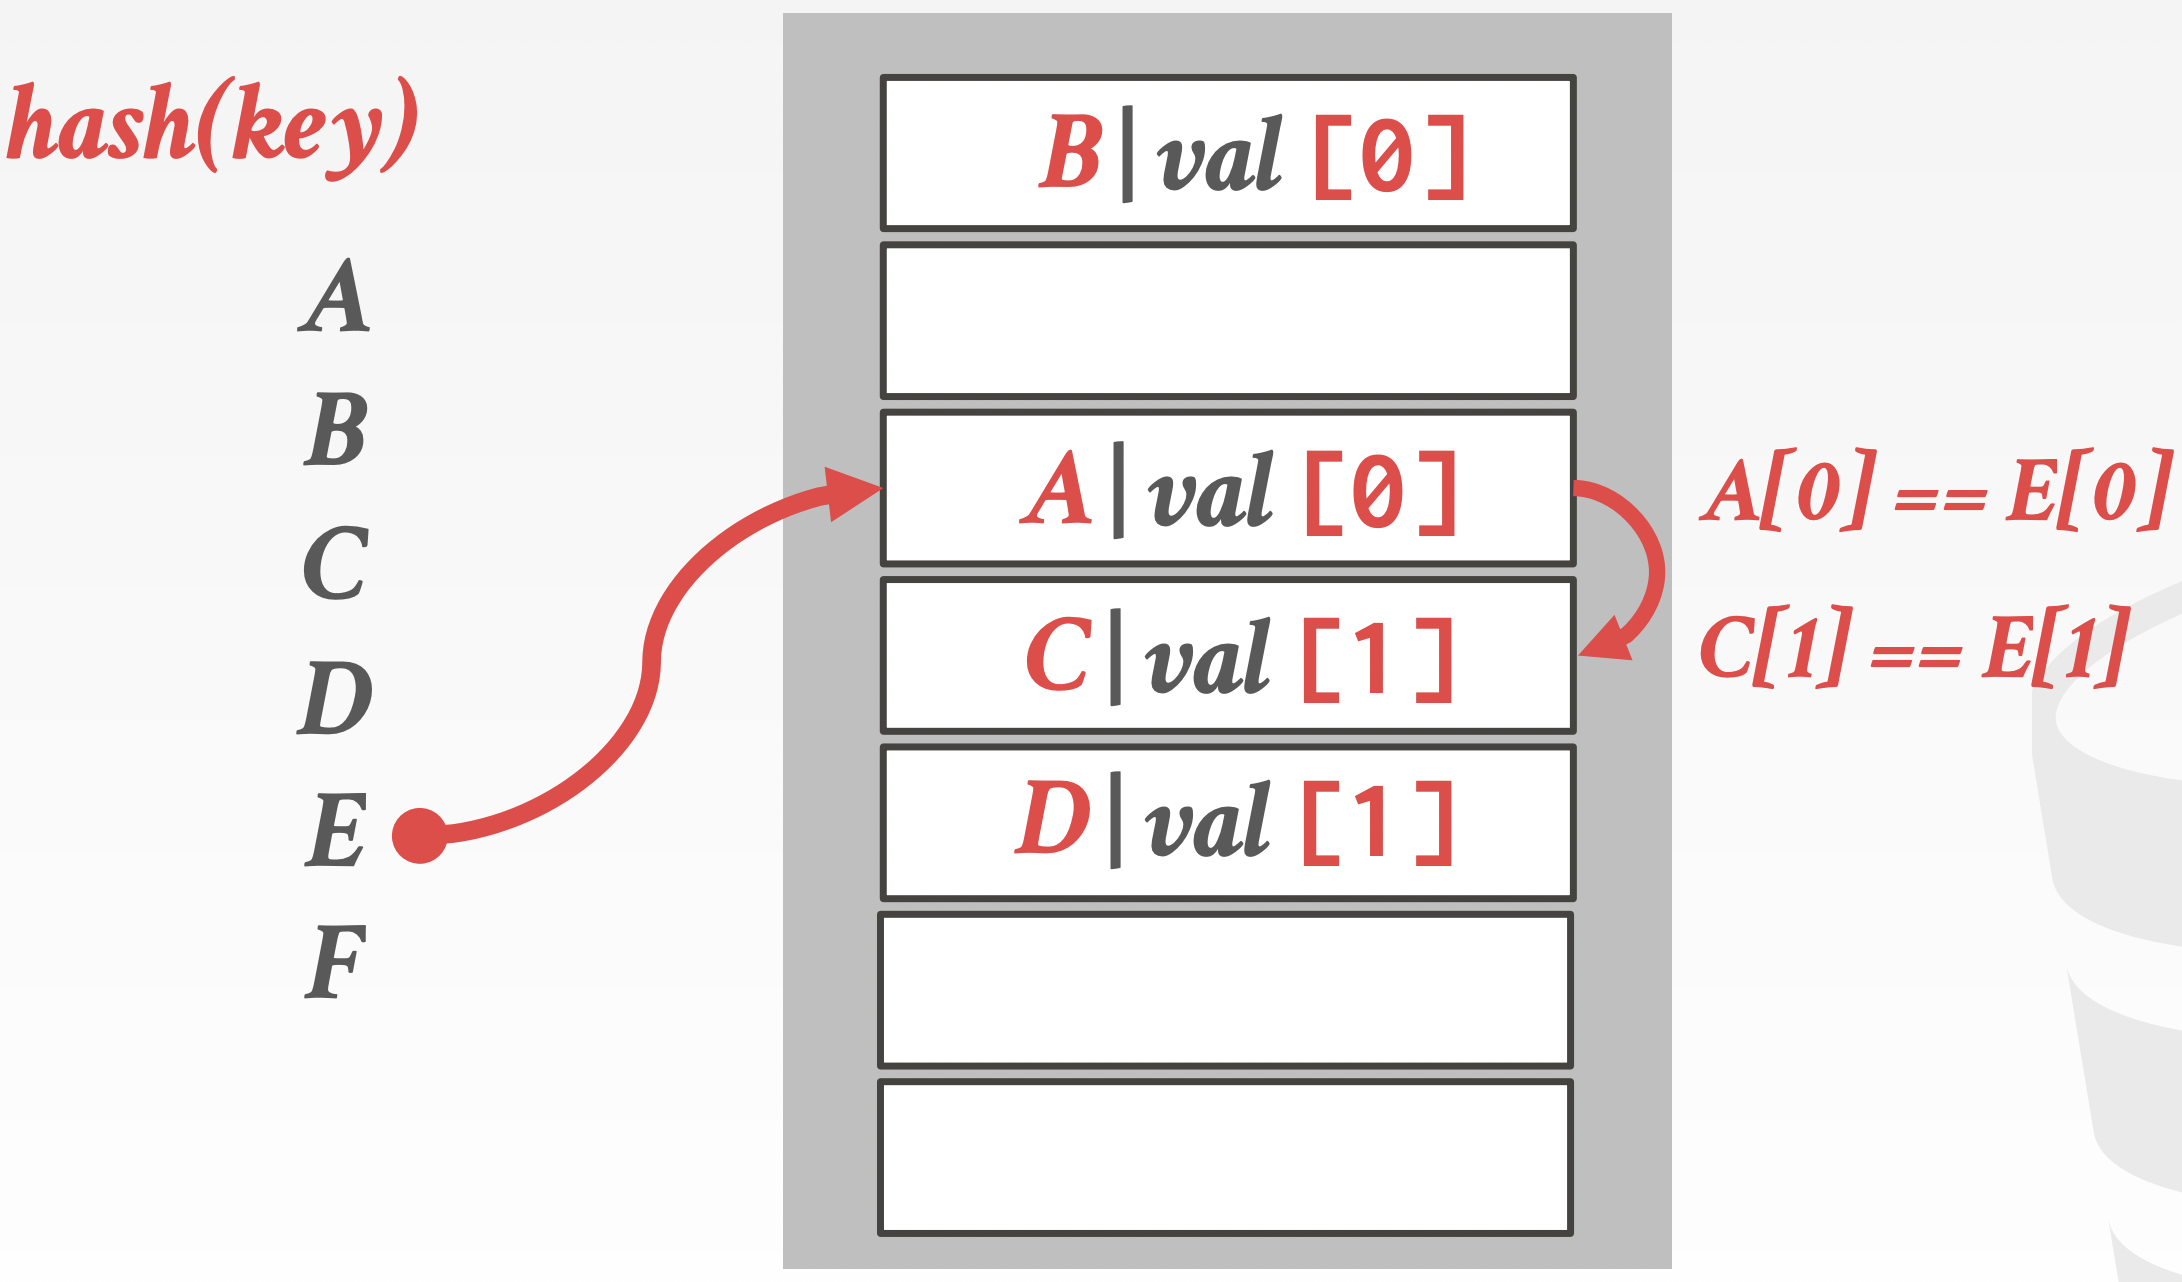 hash(key)
A
B
C
D
E
F
B|val [0]
A|val [0]
C|val [1]
D|val [1]
A[0] == E[0]
C[1] == E[1]